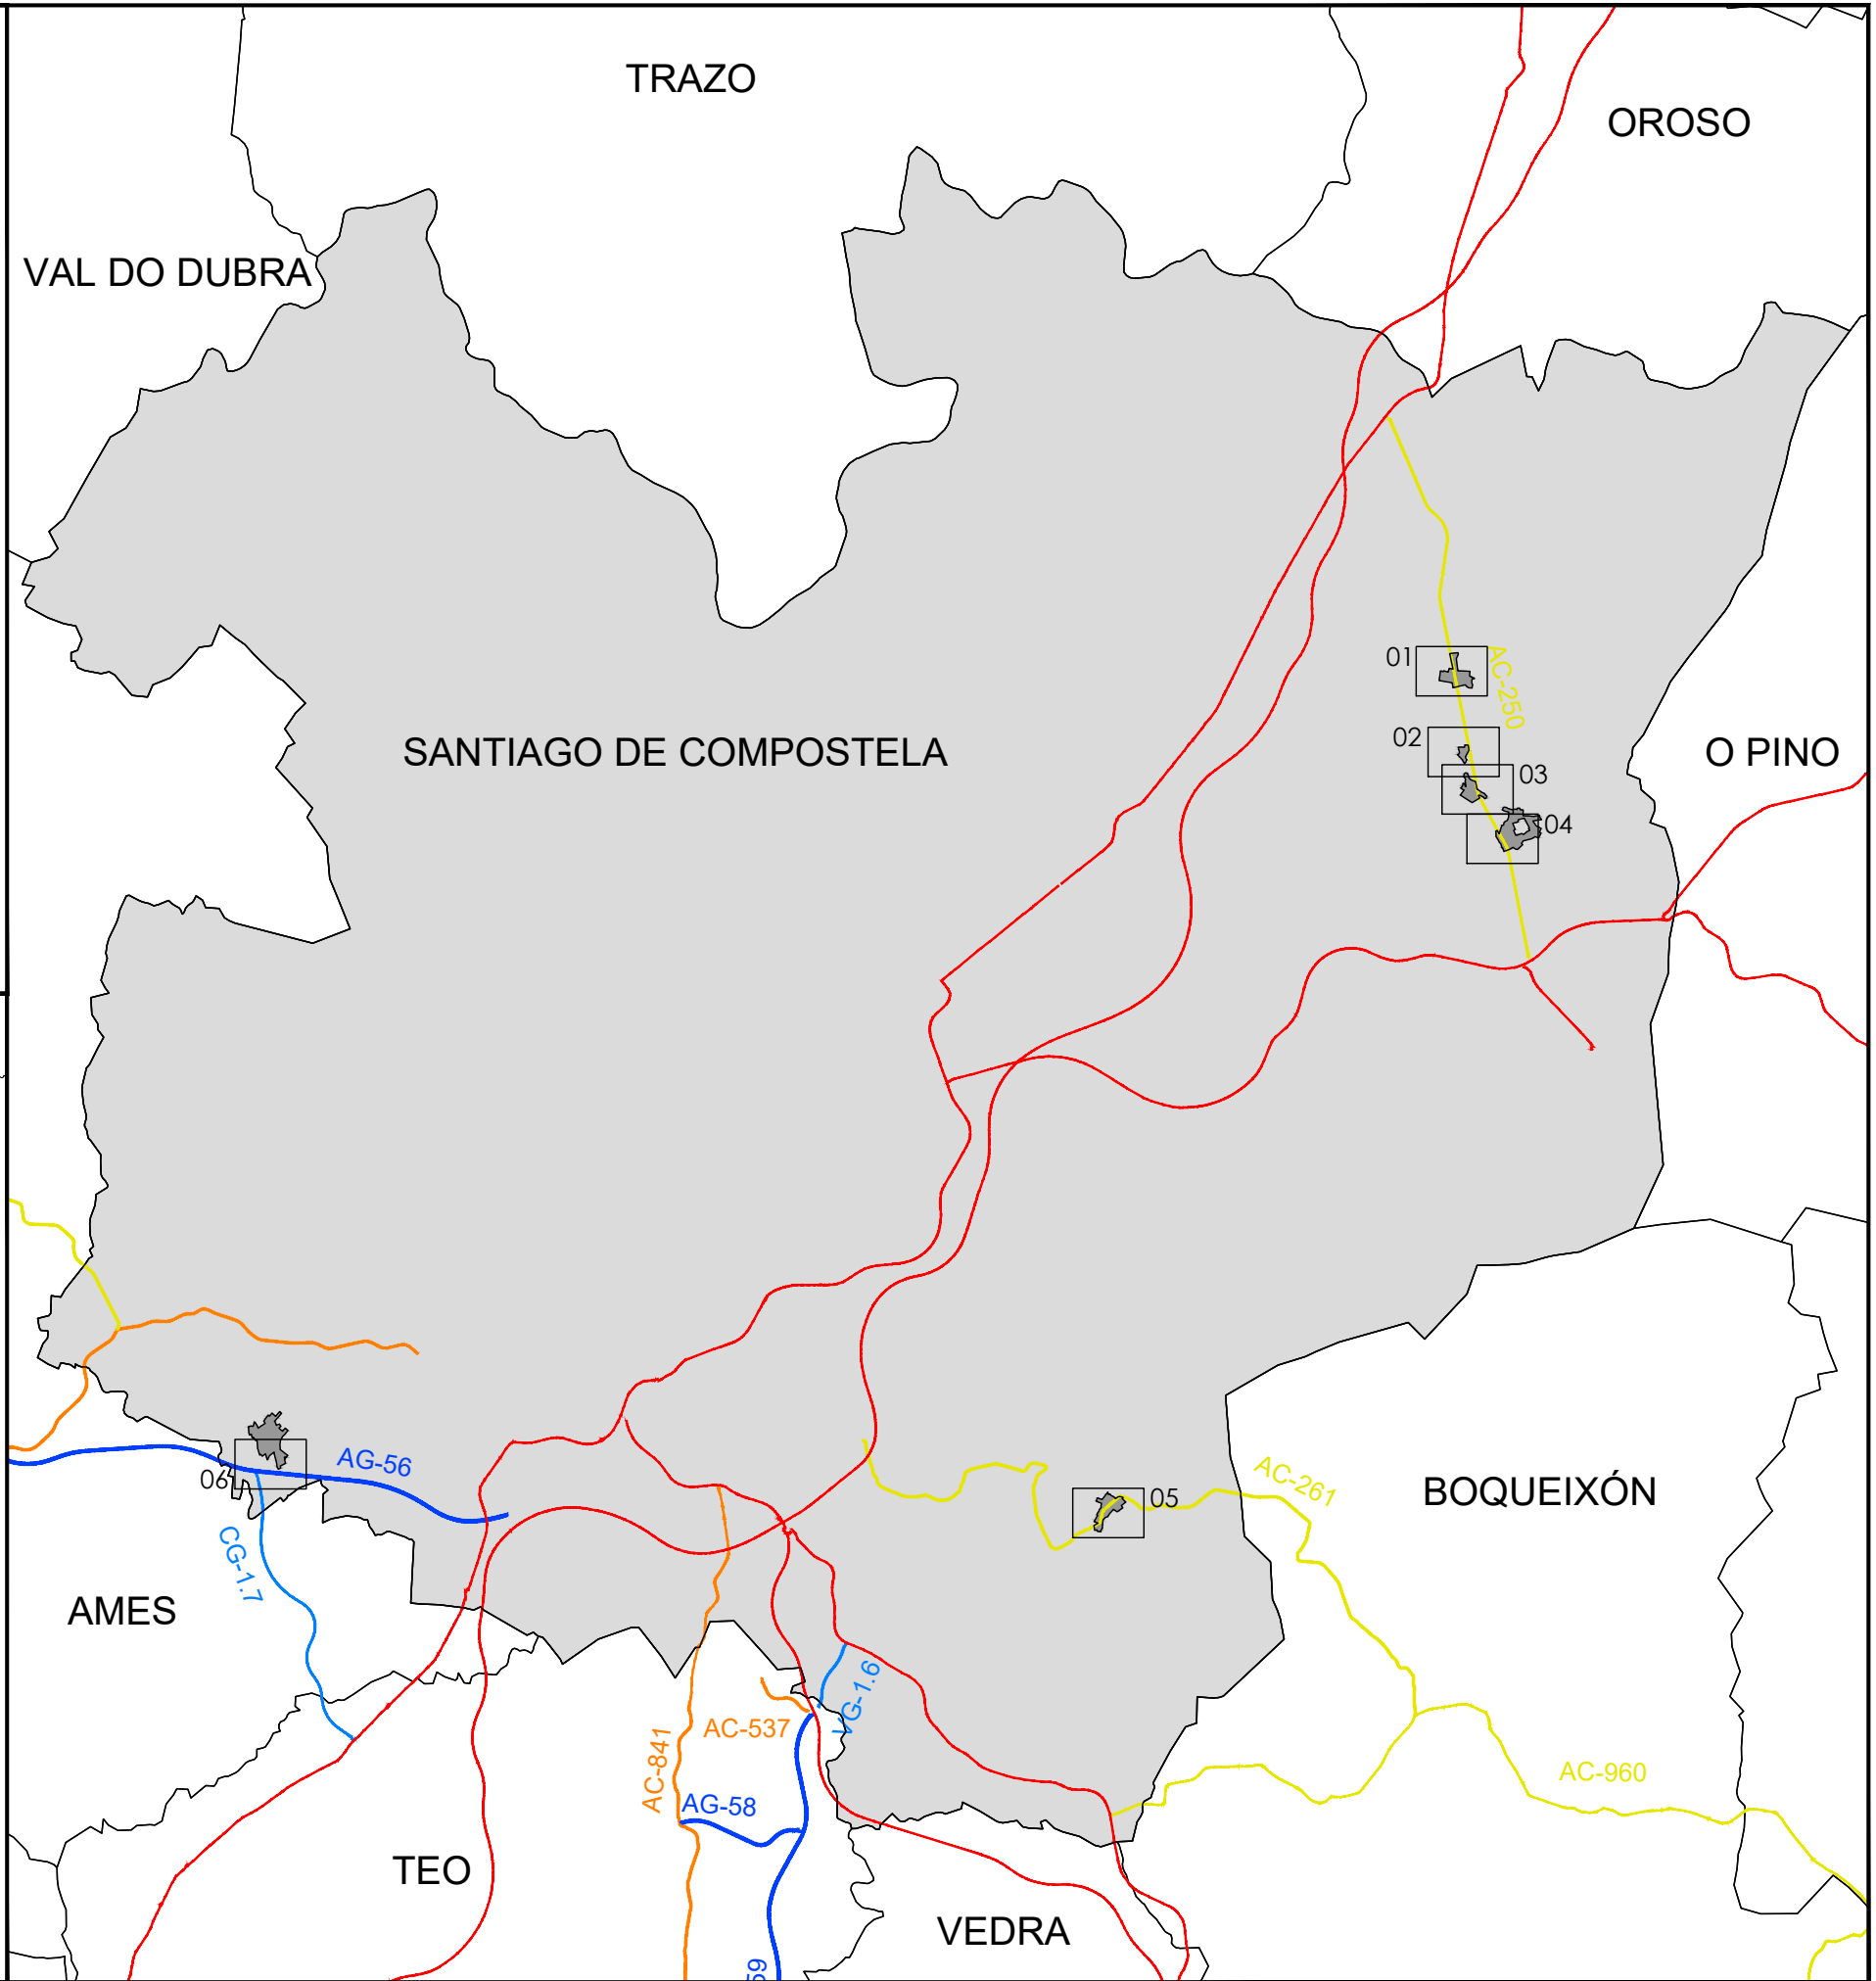 TRAZO
OROSO
VAL DO DUBRA
01
AC-250
02
SANTIAGO DE COMPOSTELA
O PINO
03
04
AG-56
AC-261
06
05
BOQUEIXÓN
CG-1.7
AMES
VG-1.6
AC-537
AC-841
AC-960
AG-58
TEO
VEDRA
59